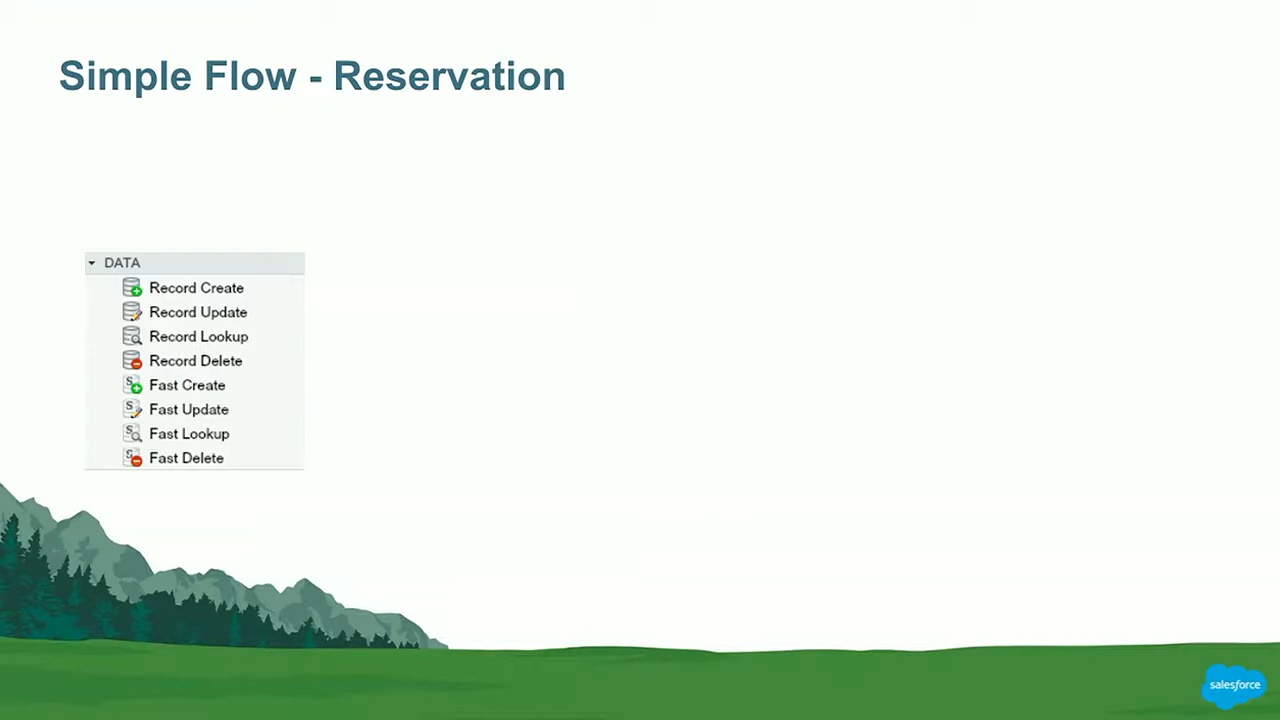 Simple Flow - Reservation
DATA
Record Create
Record Update
Record Lookup
Record Delete
Fast Create
Fast Update
Fast Lookup
Fast Delete
salesforce